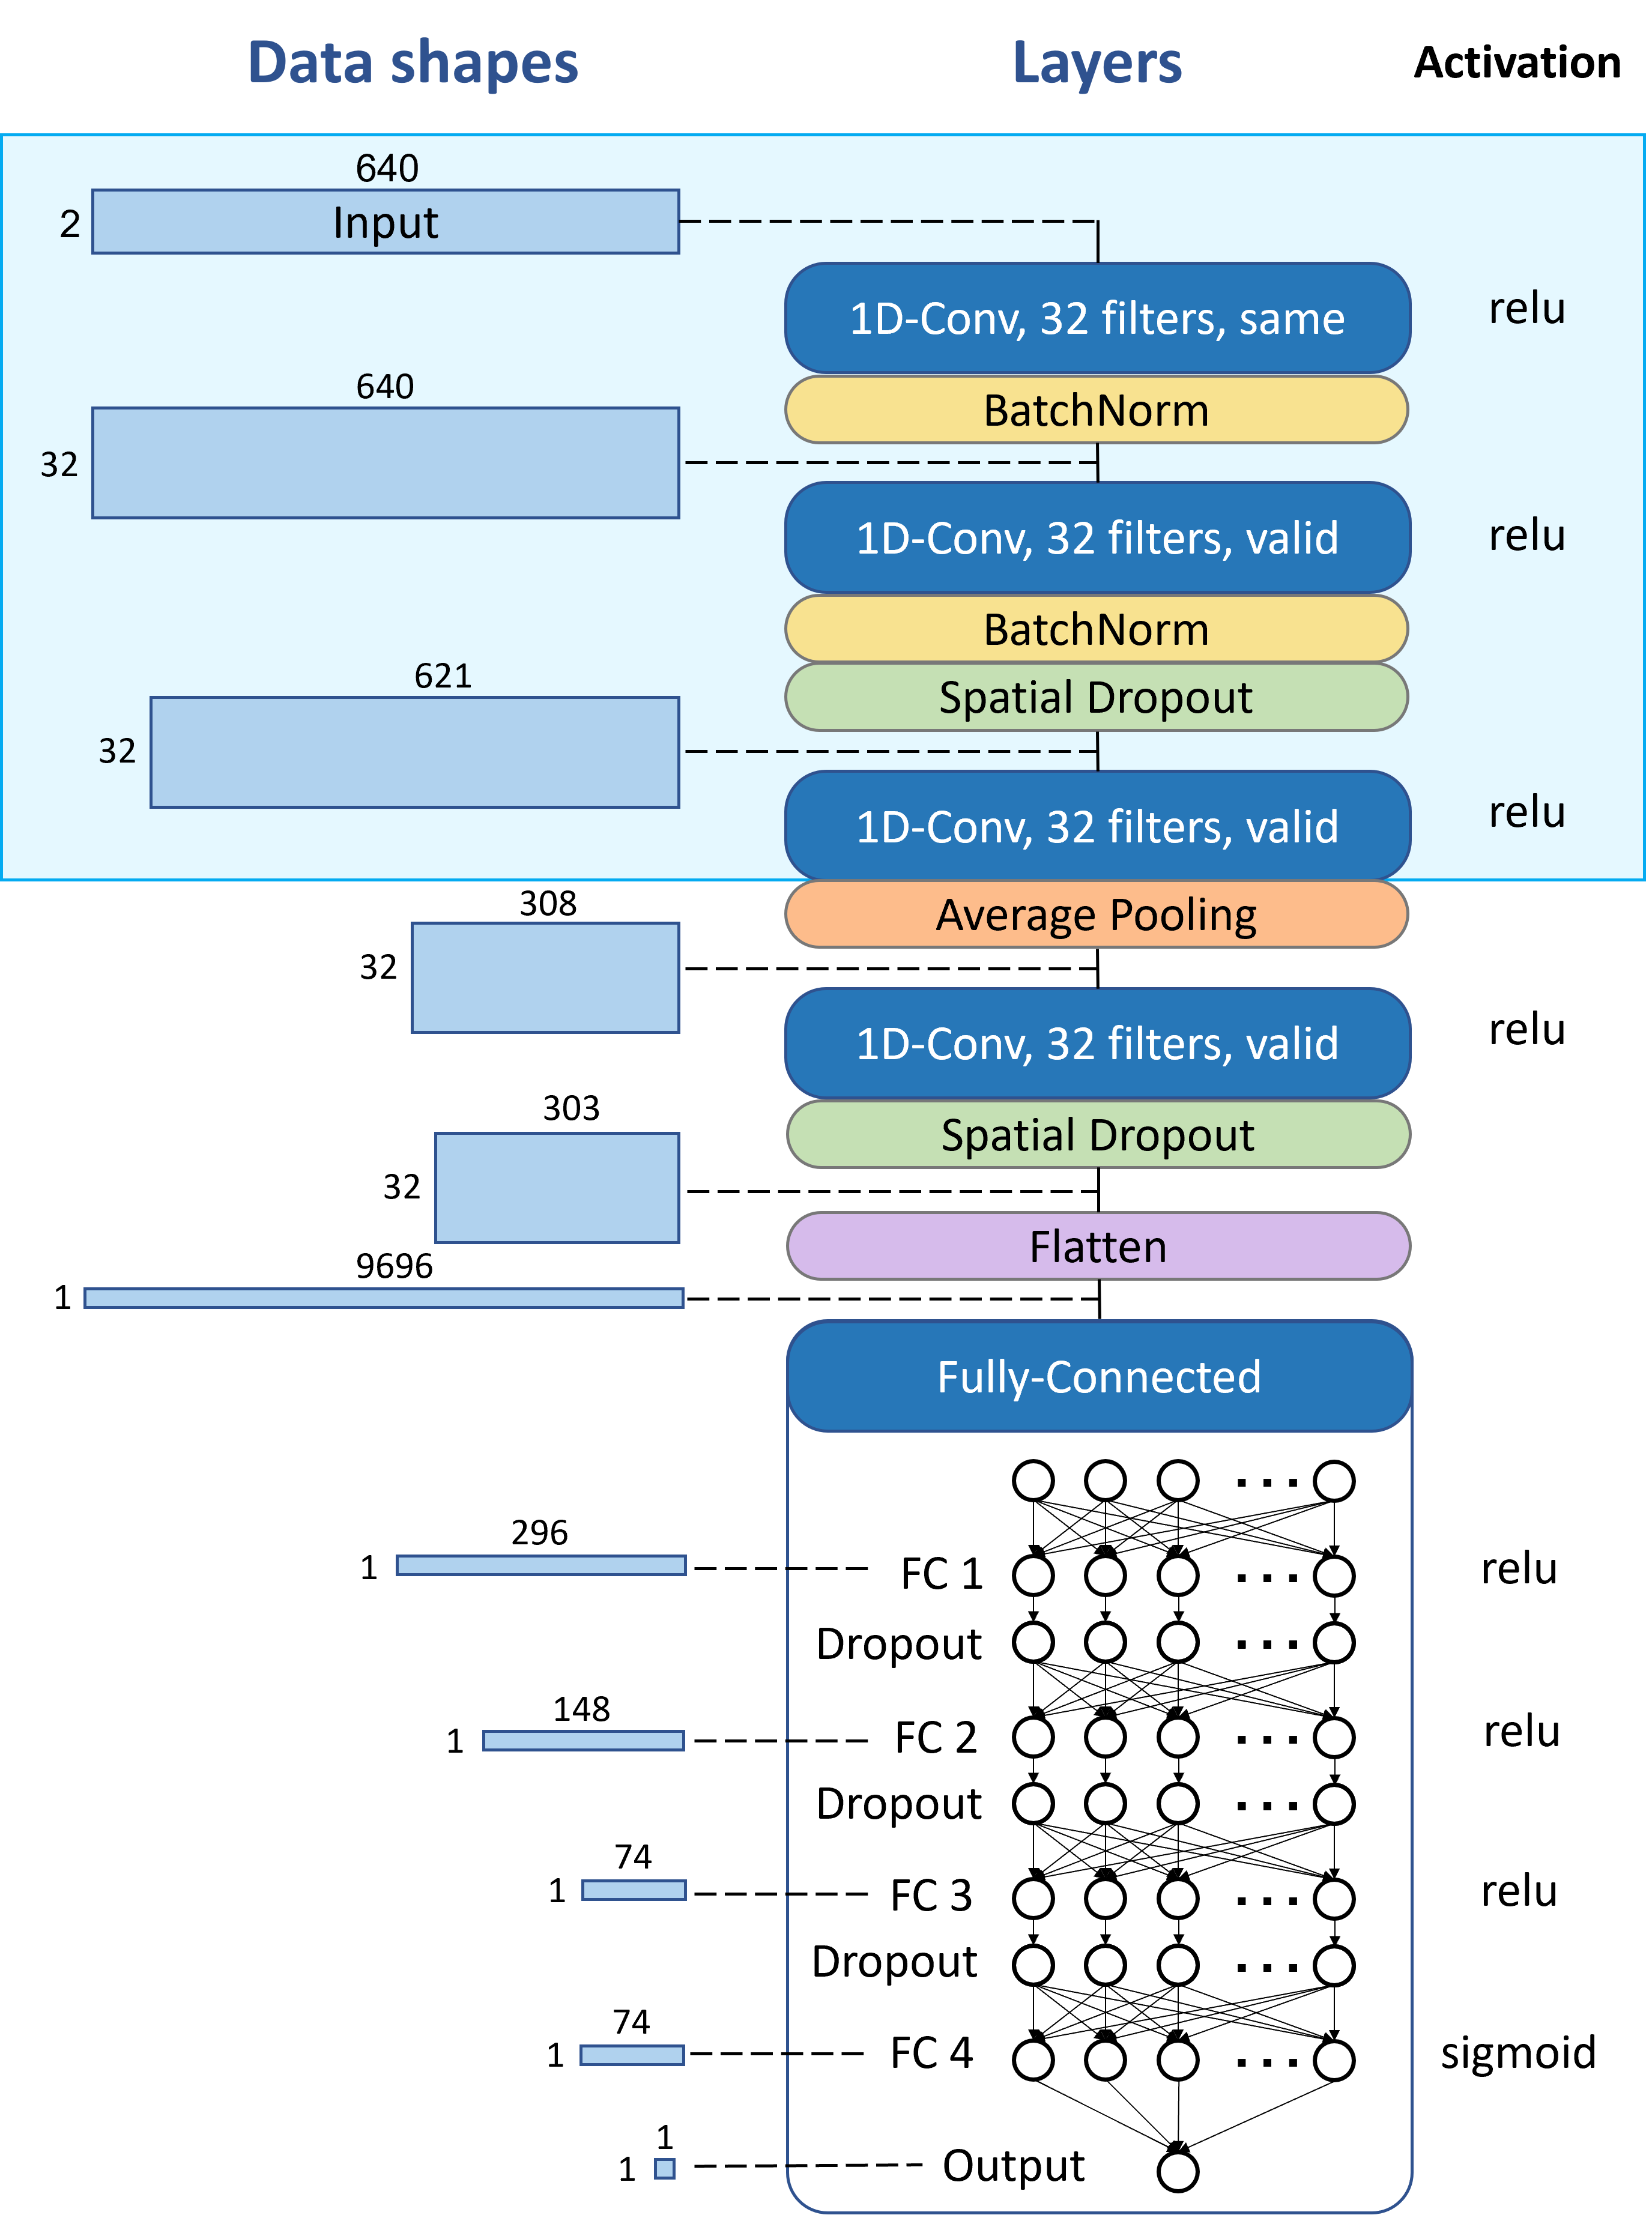 Data shapes Layers Activation
640
2 Input
1D-Conv, 32 filters, same relu
640
BatchNorm
32
1D-Conv, 32 filters, valid relu
BatchNorm
621
Spatial Dropout
32
1D-Conv, 32 filters, valid relu
308
Average Pooling
32
1D-Conv, 32 filters, valid relu
303
Spatial Dropout
32
Flatten
9696
1
Fully-Connected
296
1 FC 1 relu
Dropout
148
1 FC 2 relu
Dropout
74
1 FC 3 relu
Dropout
74
1 FC 4 sigmoid
1
1 Output